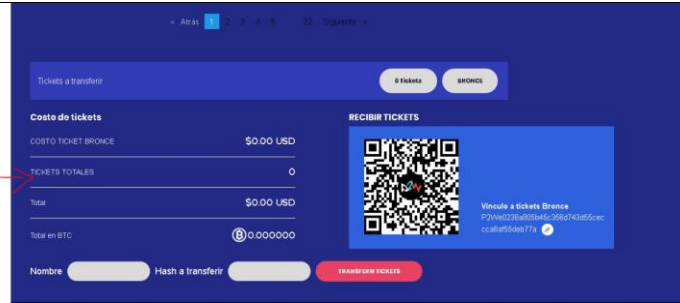 « Atrás 1 2 3 4 5 22 Siguiente »
Tickets a transferir
0 Tickets
BRONCE
Costo de tickets
COSTO TICKET BRONCE $0.00 USD
TICKETS TOTALES 0
Total $0.00 USD
Total en BTC 0.000000
RECIBIR TICKETS
P2W
Vinculo a tickets Bronce
Nombre
Hash a transferir
TRANSFERIR TICKETS